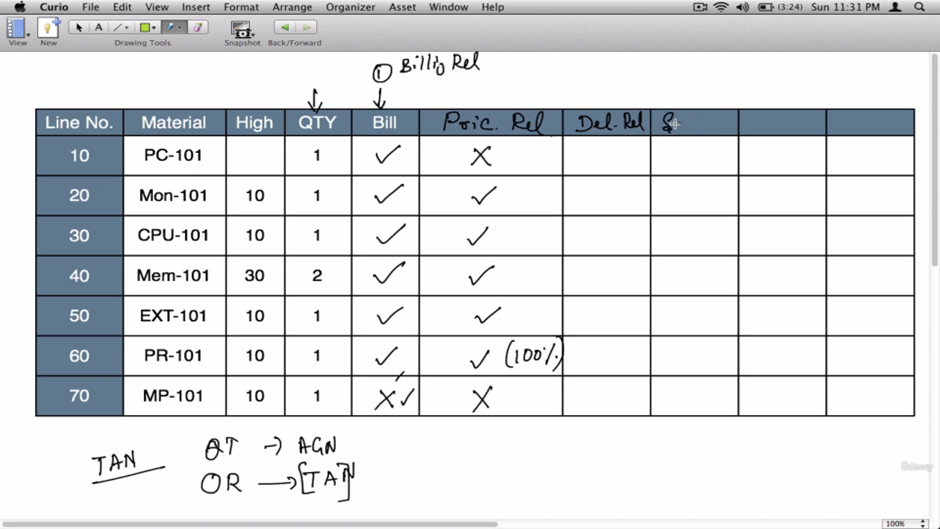 Curio File Edit View Insert Format Arrange Organizer Asset Window Help (3:24) Sun 11:31 PM
View New Drawing Tools Snapshot Back/Forward
① Billig Rel
Line No. Material High QTY Bill Pric. Rel Del. Rel
10 PC-101 1 ✓ X
20 Mon-101 10 1 ✓ ✓
30 CPU-101 10 1 ✓ ✓
40 Mem-101 30 2 ✓ ✓
50 EXT-101 10 1 ✓ ✓
60 PR-101 10 1 ✓ ✓ (100%)
70 MP-101 10 1 X ✓ X
TAN QT → AGN
OR → [TAN]
Udemy
100%